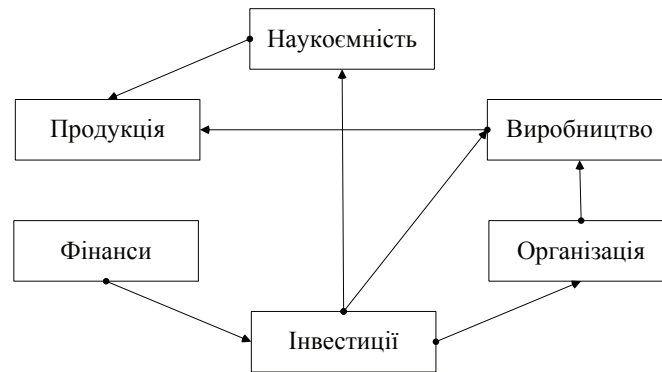 Наукоємність
Продукція
Виробництво
Фінанси
Організація
Інвестиції